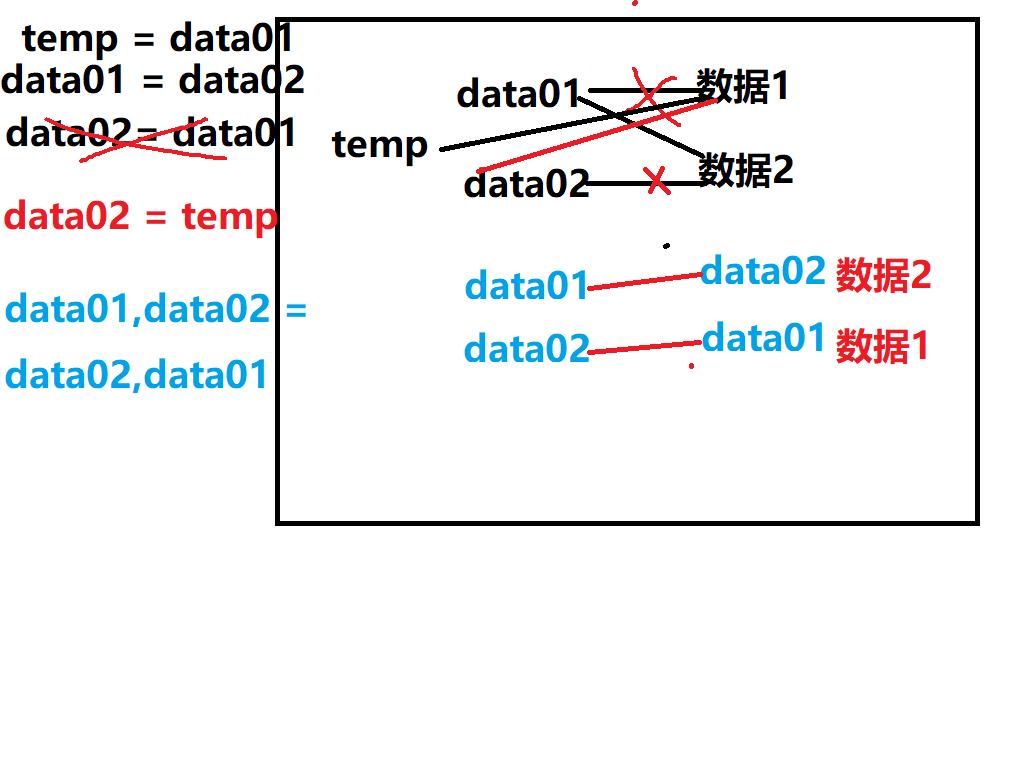 temp = data01
data01 = data02
data02= data01
data02 = temp
data01,data02 =
data02,data01
data01 数据1
temp
data02 数据2
data01 data02 数据2
data02 data01 数据1